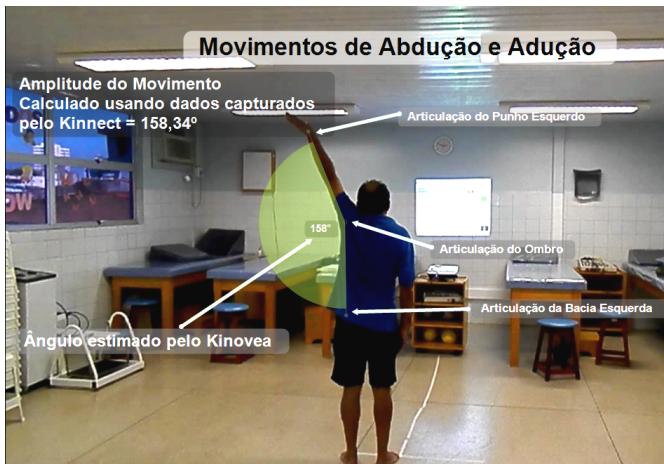 Movimentos de Abdução e Adução
Amplitude do Movimento
Calculado usando dados capturados
pelo Kinnect = 158,34º
Articulação do Punho Esquerdo
158°
Articulação do Ombro
Articulação da Bacia Esquerda
Ângulo estimado pelo Kinovea